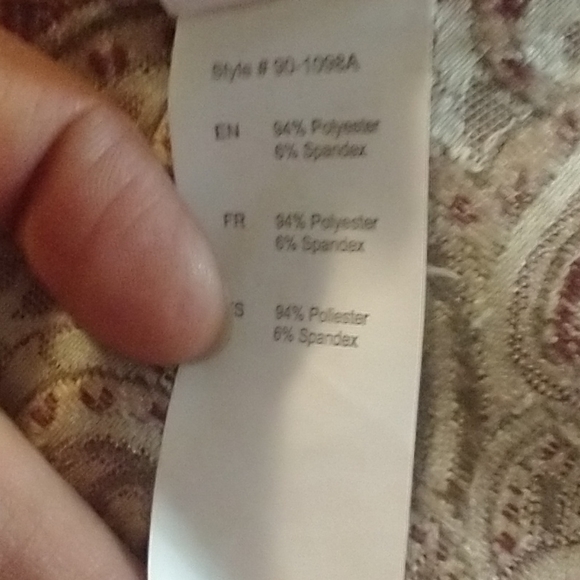 Style # 90-1098A
EN 94% Polyester
6% Spandex
FR 94% Polyester
6% Spandex
S 94% Poliester
6% Spandex